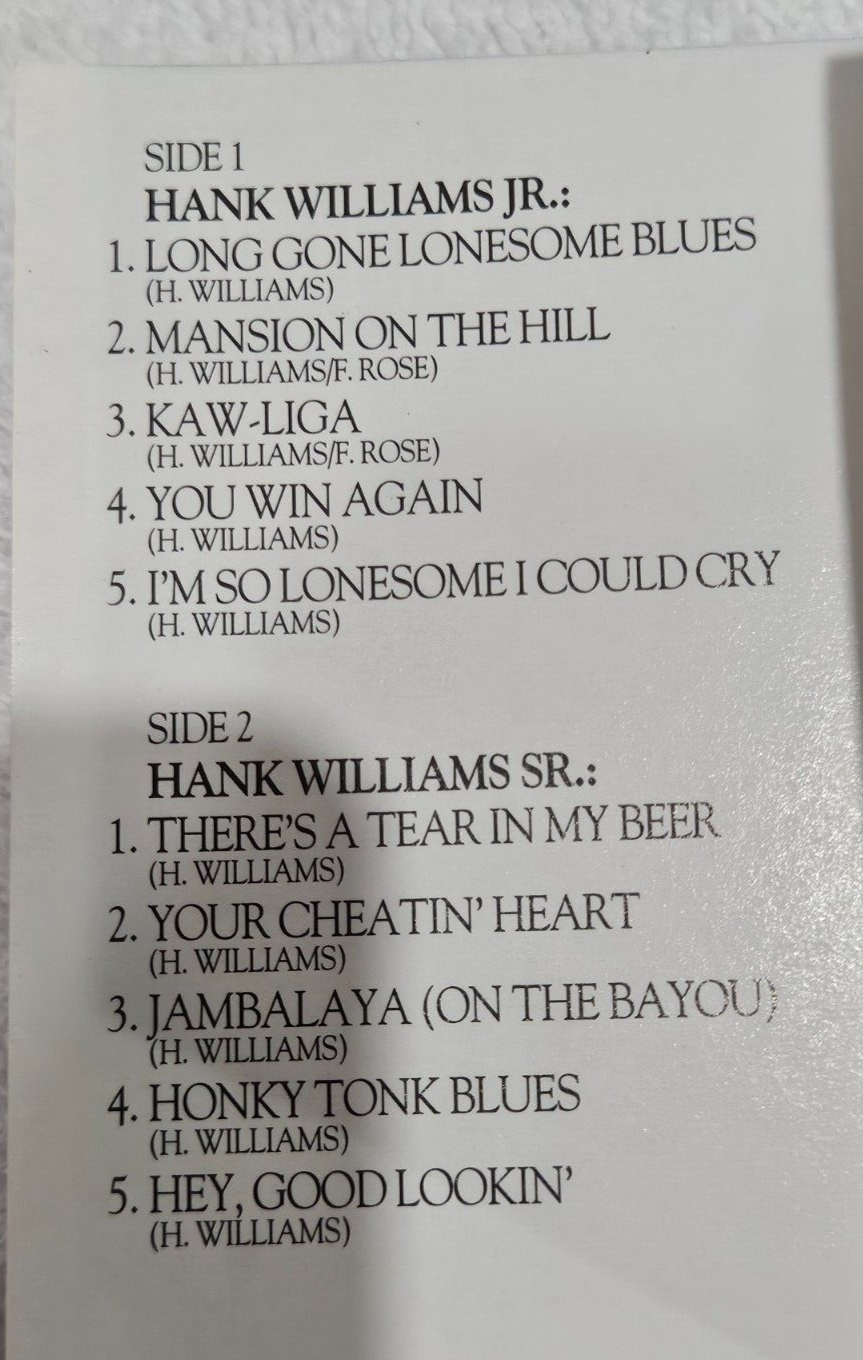 SIDE 1
HANK WILLIAMS JR.:
1. LONG GONE LONESOME BLUES
(H. WILLIAMS)
2. MANSION ON THE HILL
(H. WILLIAMS/F. ROSE)
3. KAW-LIGA
(H. WILLIAMS/F. ROSE)
4. YOU WIN AGAIN
(H. WILLIAMS)
5. I'M SO LONESOME I COULD CRY
(H. WILLIAMS)
SIDE 2
HANK WILLIAMS SR.:
1. THERE'S A TEAR IN MY BEER
(H. WILLIAMS)
2. YOUR CHEATIN' HEART
(H. WILLIAMS)
3. JAMBALAYA (ON THE BAYOU)
(H. WILLIAMS)
4. HONKY TONK BLUES
(H. WILLIAMS)
5. HEY, GOOD LOOKIN'
(H. WILLIAMS)